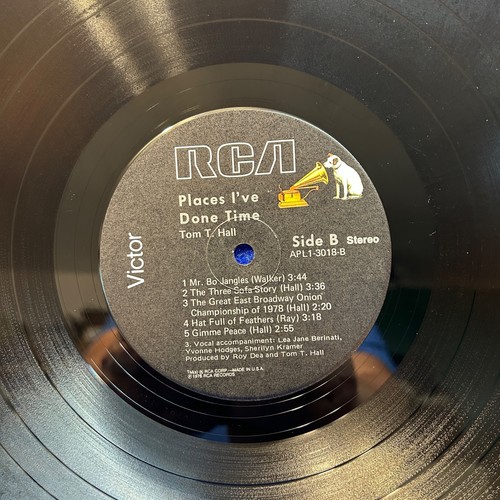 RCA
Places I've
Done Time
Tom T. Hall
Victor
Side B Stereo
APL1-3018-B
1 Mr. Bo Jangles (Walker) 3:44
2 The Three Sofa Story (Hall) 3:36
3 The Great East Broadway Onion
Championship of 1978 (Hall) 2:20
4 Hat Full of Feathers (Ray) 3:18
5 Gimme Peace (Hall) 2:55
3. Vocal accompaniment: Lea Jane Berinati,
Yvonne Hodges, Sherilyn Kramer
Produced by Roy Dea and Tom T. Hall
TM(s) ® RCA CORP.—MADE IN U.S.A.
℗ 1978 RCA RECORDS